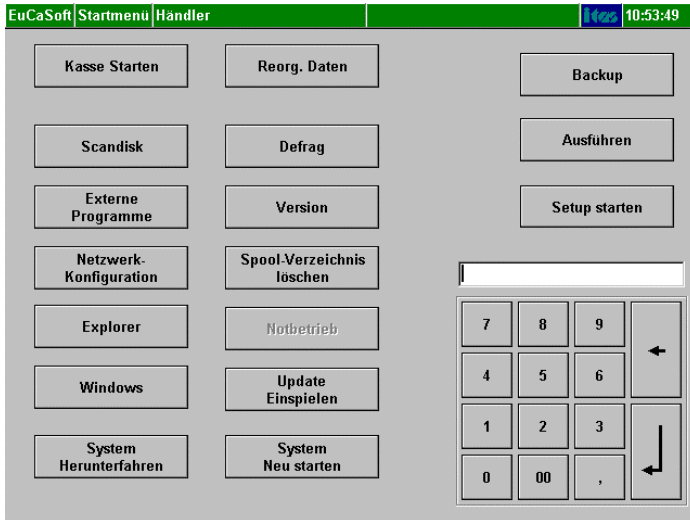 EuCaSoft Startmenü Händler itos 10:53:49
Kasse Starten
Reorg. Daten
Backup
Scandisk
Defrag
Ausführen
Externe
Programme
Version
Setup starten
Netzwerk-
Konfiguration
Spool-Verzeichnis
löschen
Explorer
Notbetrieb
7 8 9
Windows
Update
Einspielen
4 5 6
1 2 3
System
Herunterfahren
System
Neu starten
0 00 ,